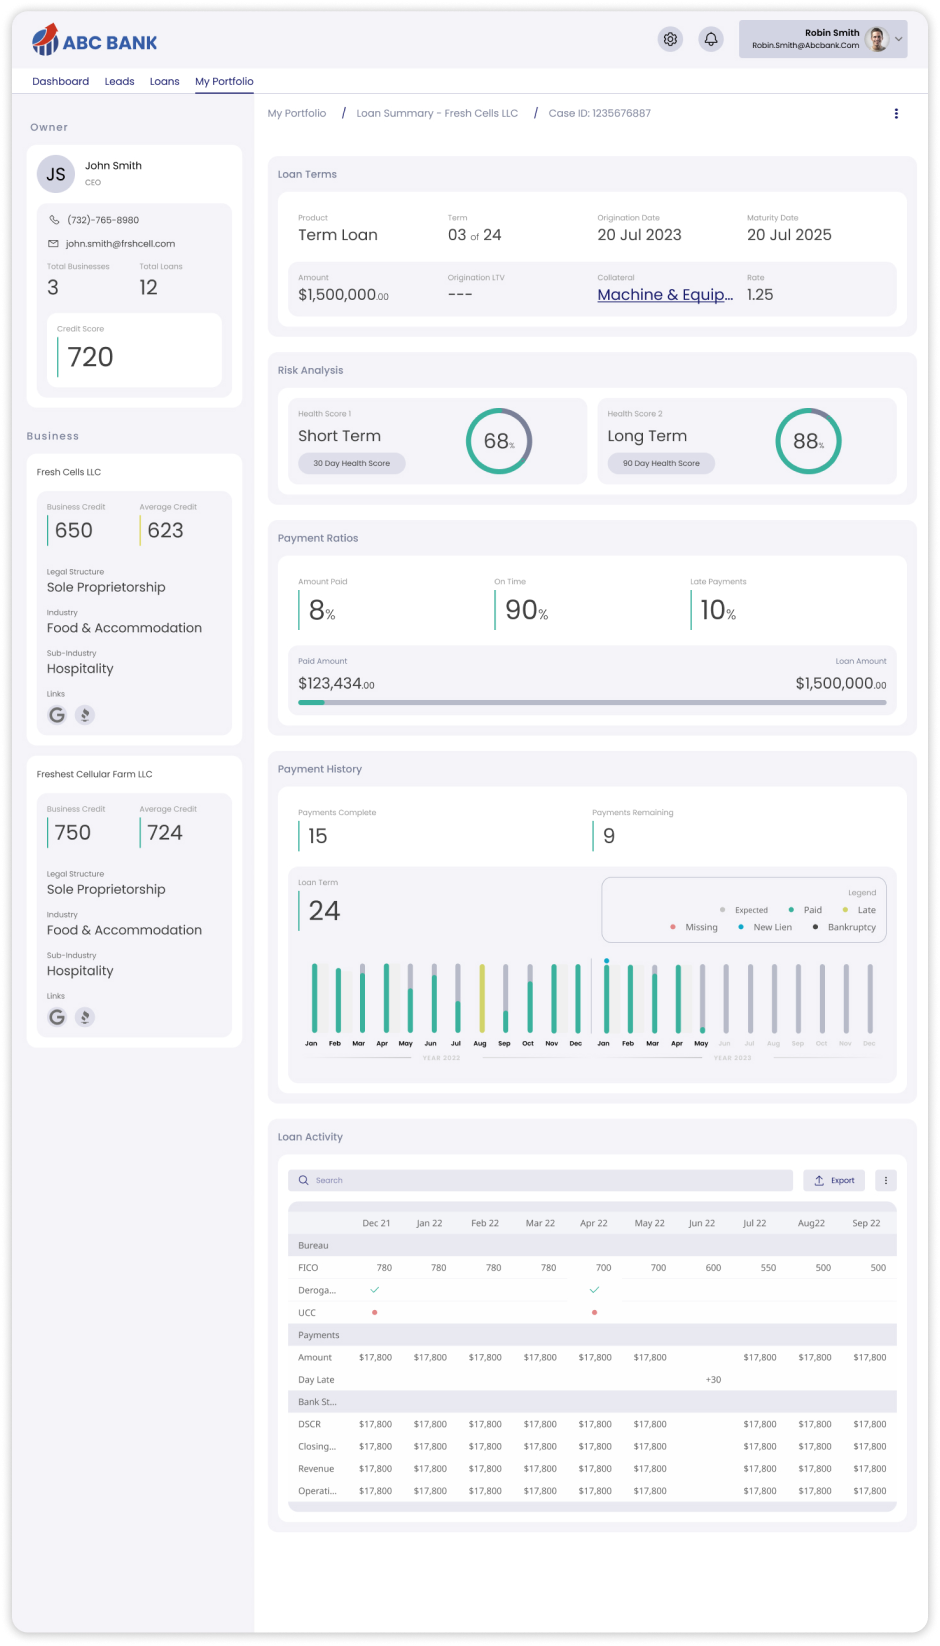 ABC BANK
Robin Smith
Robin.Smith@Abcbank.Com
Dashboard Leads Loans My Portfolio
My Portfolio / Loan Summary - Fresh Cells LLC / Case ID: 1235676887
Owner
JS
John Smith
CEO
(732)-765-8980
john.smith@frshcell.com
Total Businesses Total Loans
3 12
Credit Score
720
Business
Fresh Cells LLC
Business Credit Average Credit
650 623
Legal Structure
Sole Proprietorship
Industry
Food & Accommodation
Sub-Industry
Hospitality
Links
G
Freshest Cellular Farm LLC
Business Credit Average Credit
750 724
Legal Structure
Sole Proprietorship
Industry
Food & Accommodation
Sub-Industry
Hospitality
Links
G
Loan Terms
Product Term Origination Date Maturity Date
Term Loan 03 of 24 20 Jul 2023 20 Jul 2025
Amount Origination LTV Collateral Rate
$1,500,000.00 --- Machine & Equip... 1.25
Risk Analysis
Health Score 1
Short Term
30 Day Health Score
68%
Health Score 2
Long Term
90 Day Health Score
88%
Payment Ratios
Amount Paid On Time Late Payments
8% 90% 10%
Paid Amount Loan Amount
$123,434.00 $1,500,000.00
Payment History
Payments Complete Payments Remaining
15 9
Loan Term
24
Legend
Expected Paid Late
Missing New Lien Bankruptcy
Jan Feb Mar Apr May Jun Jul Aug Sep Oct Nov Dec Jan Feb Mar Apr May Jun Jul Aug Sep Oct Nov Dec
YEAR 2022 YEAR 2023
Loan Activity
Search Export
Dec 21 Jan 22 Feb 22 Mar 22 Apr 22 May 22 Jun 22 Jul 22 Aug22 Sep 22
Bureau
FICO 780 780 780 780 700 700 600 550 500 500
Deroga... ✓ ✓
UCC
Payments
Amount $17,800 $17,800 $17,800 $17,800 $17,800 $17,800 $17,800 $17,800 $17,800
Day Late +30
Bank St...
DSCR $17,800 $17,800 $17,800 $17,800 $17,800 $17,800 $17,800 $17,800 $17,800
Closing... $17,800 $17,800 $17,800 $17,800 $17,800 $17,800 $17,800 $17,800 $17,800
Revenue $17,800 $17,800 $17,800 $17,800 $17,800 $17,800 $17,800 $17,800 $17,800
Operati... $17,800 $17,800 $17,800 $17,800 $17,800 $17,800 $17,800 $17,800 $17,800